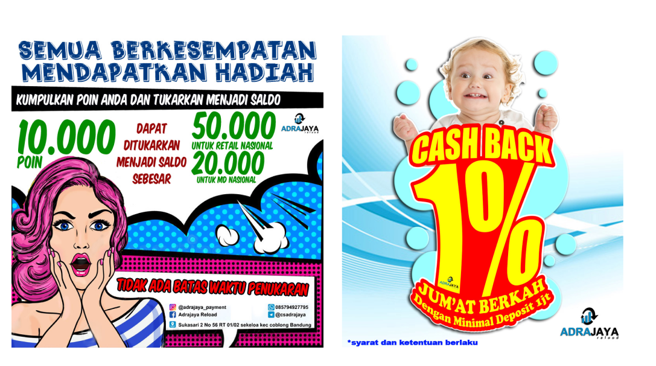 SEMUA BERKESEMPATAN
MENDAPATKAN HADIAH
KUMPULKAN POIN ANDA DAN TUKARKAN MENJADI SALDO
10.000
POIN
DAPAT
DITUKARKAN
MENJADI SALDO
SEBESAR
50.000
UNTUK RETAIL NASIONAL
20.000
UNTUK MD NASIONAL
ADRAJAYA
reload
TIDAK ADA BATAS WAKTU PENUKARAN
@adrajaya_payment
085794927795
Adrajaya Reload
@csadrajaya
Sukasari 2 No 56 RT 01/02 sekeloa kec coblong Bandung
CASH BACK
1%
ADRAJAYA
JUM'AT BERKAH
Dengan Minimal Deposit 1jt
*syarat dan ketentuan berlaku
ADRAJAYA
reload